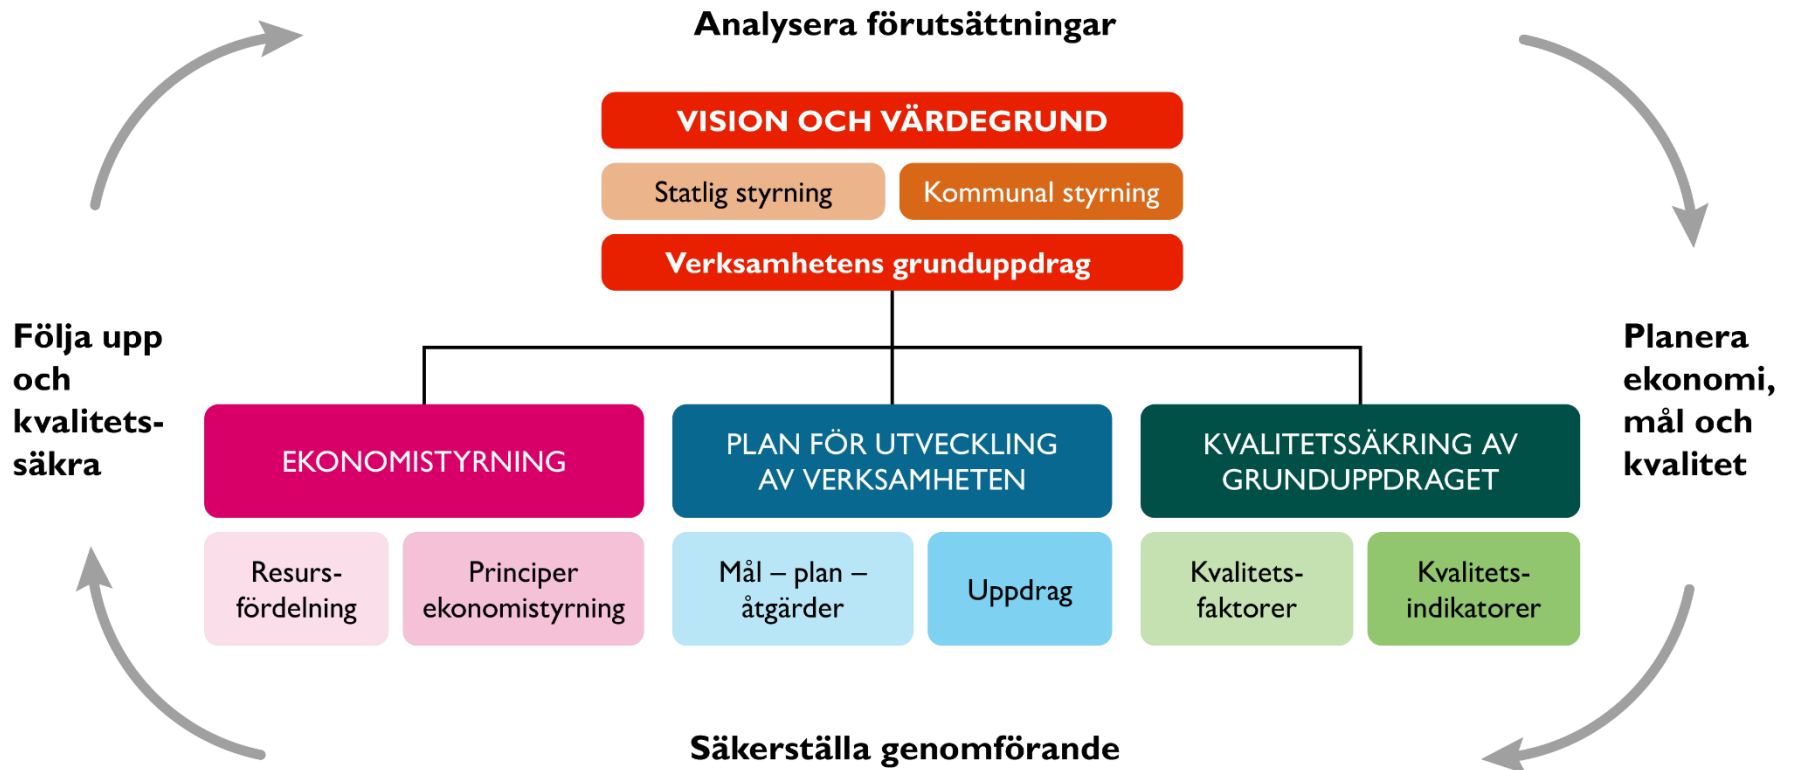 Analysera förutsättningar
VISION OCH VÄRDEGRUND
Statlig styrning
Kommunal styrning
Verksamhetens grunduppdrag
Följa upp
och
kvalitets-
säkra
Planera
ekonomi,
mål och
kvalitet
EKONOMISTYRNING
PLAN FÖR UTVECKLING
AV VERKSAMHETEN
KVALITETSSÄKRING AV
GRUNDUPPDRAGET
Resurs-
fördelning
Principer
ekonomistyrning
Mål – plan –
åtgärder
Uppdrag
Kvalitets-
faktorer
Kvalitets-
indikatorer
Säkerställa genomförande